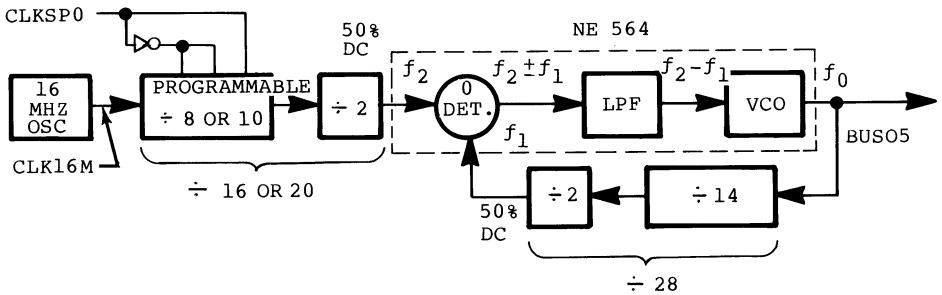 CLKSP0
50%
DC
NE 564
16
MHZ
OSC
PROGRAMMABLE
÷ 8 OR 10
÷ 2
f2
0
DET.
f2 ± f1
LPF
f2-f1
VCO
f0
f1
BUSO5
CLK16M
÷ 16 OR 20
÷2
÷14
50%
DC
÷ 28